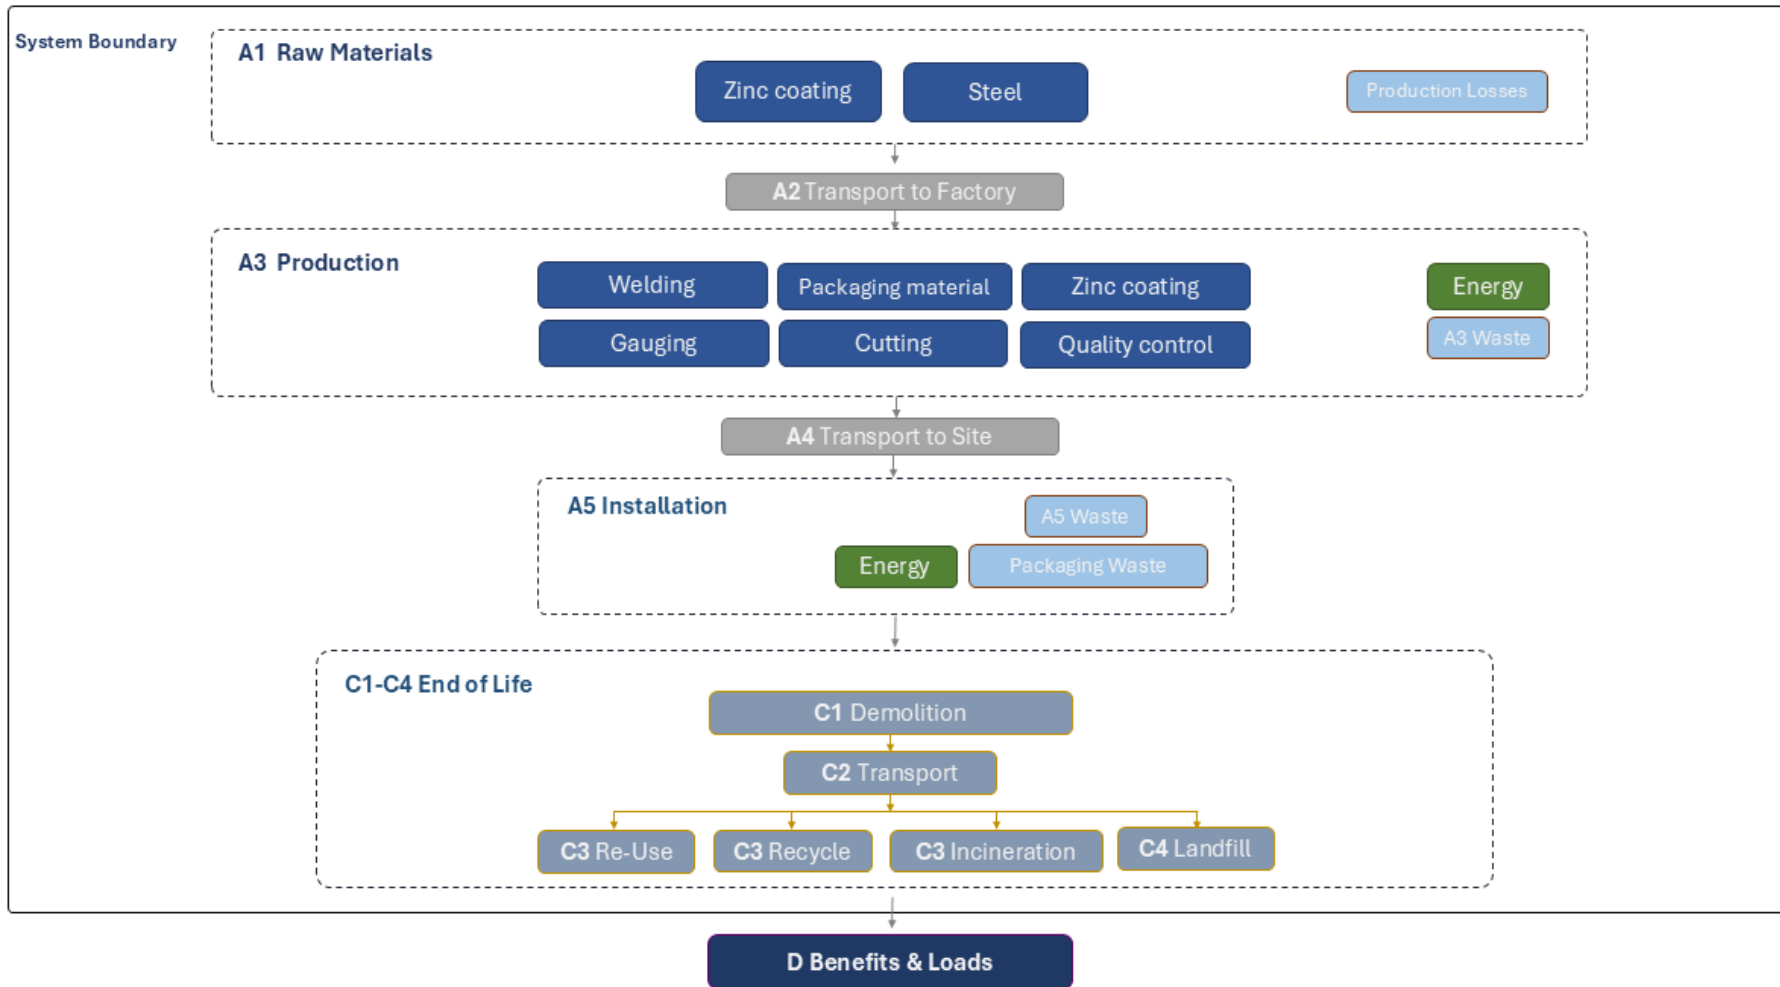 System Boundary
A1 Raw Materials
Zinc coating
Steel
Production Losses
A2 Transport to Factory
A3 Production
Welding
Packaging material
Zinc coating
Energy
Gauging
Cutting
Quality control
A3 Waste
A4 Transport to Site
A5 Installation
A5 Waste
Energy
Packaging Waste
C1-C4 End of Life
C1 Demolition
C2 Transport
C3 Re-Use
C3 Recycle
C3 Incineration
C4 Landfill
D Benefits & Loads